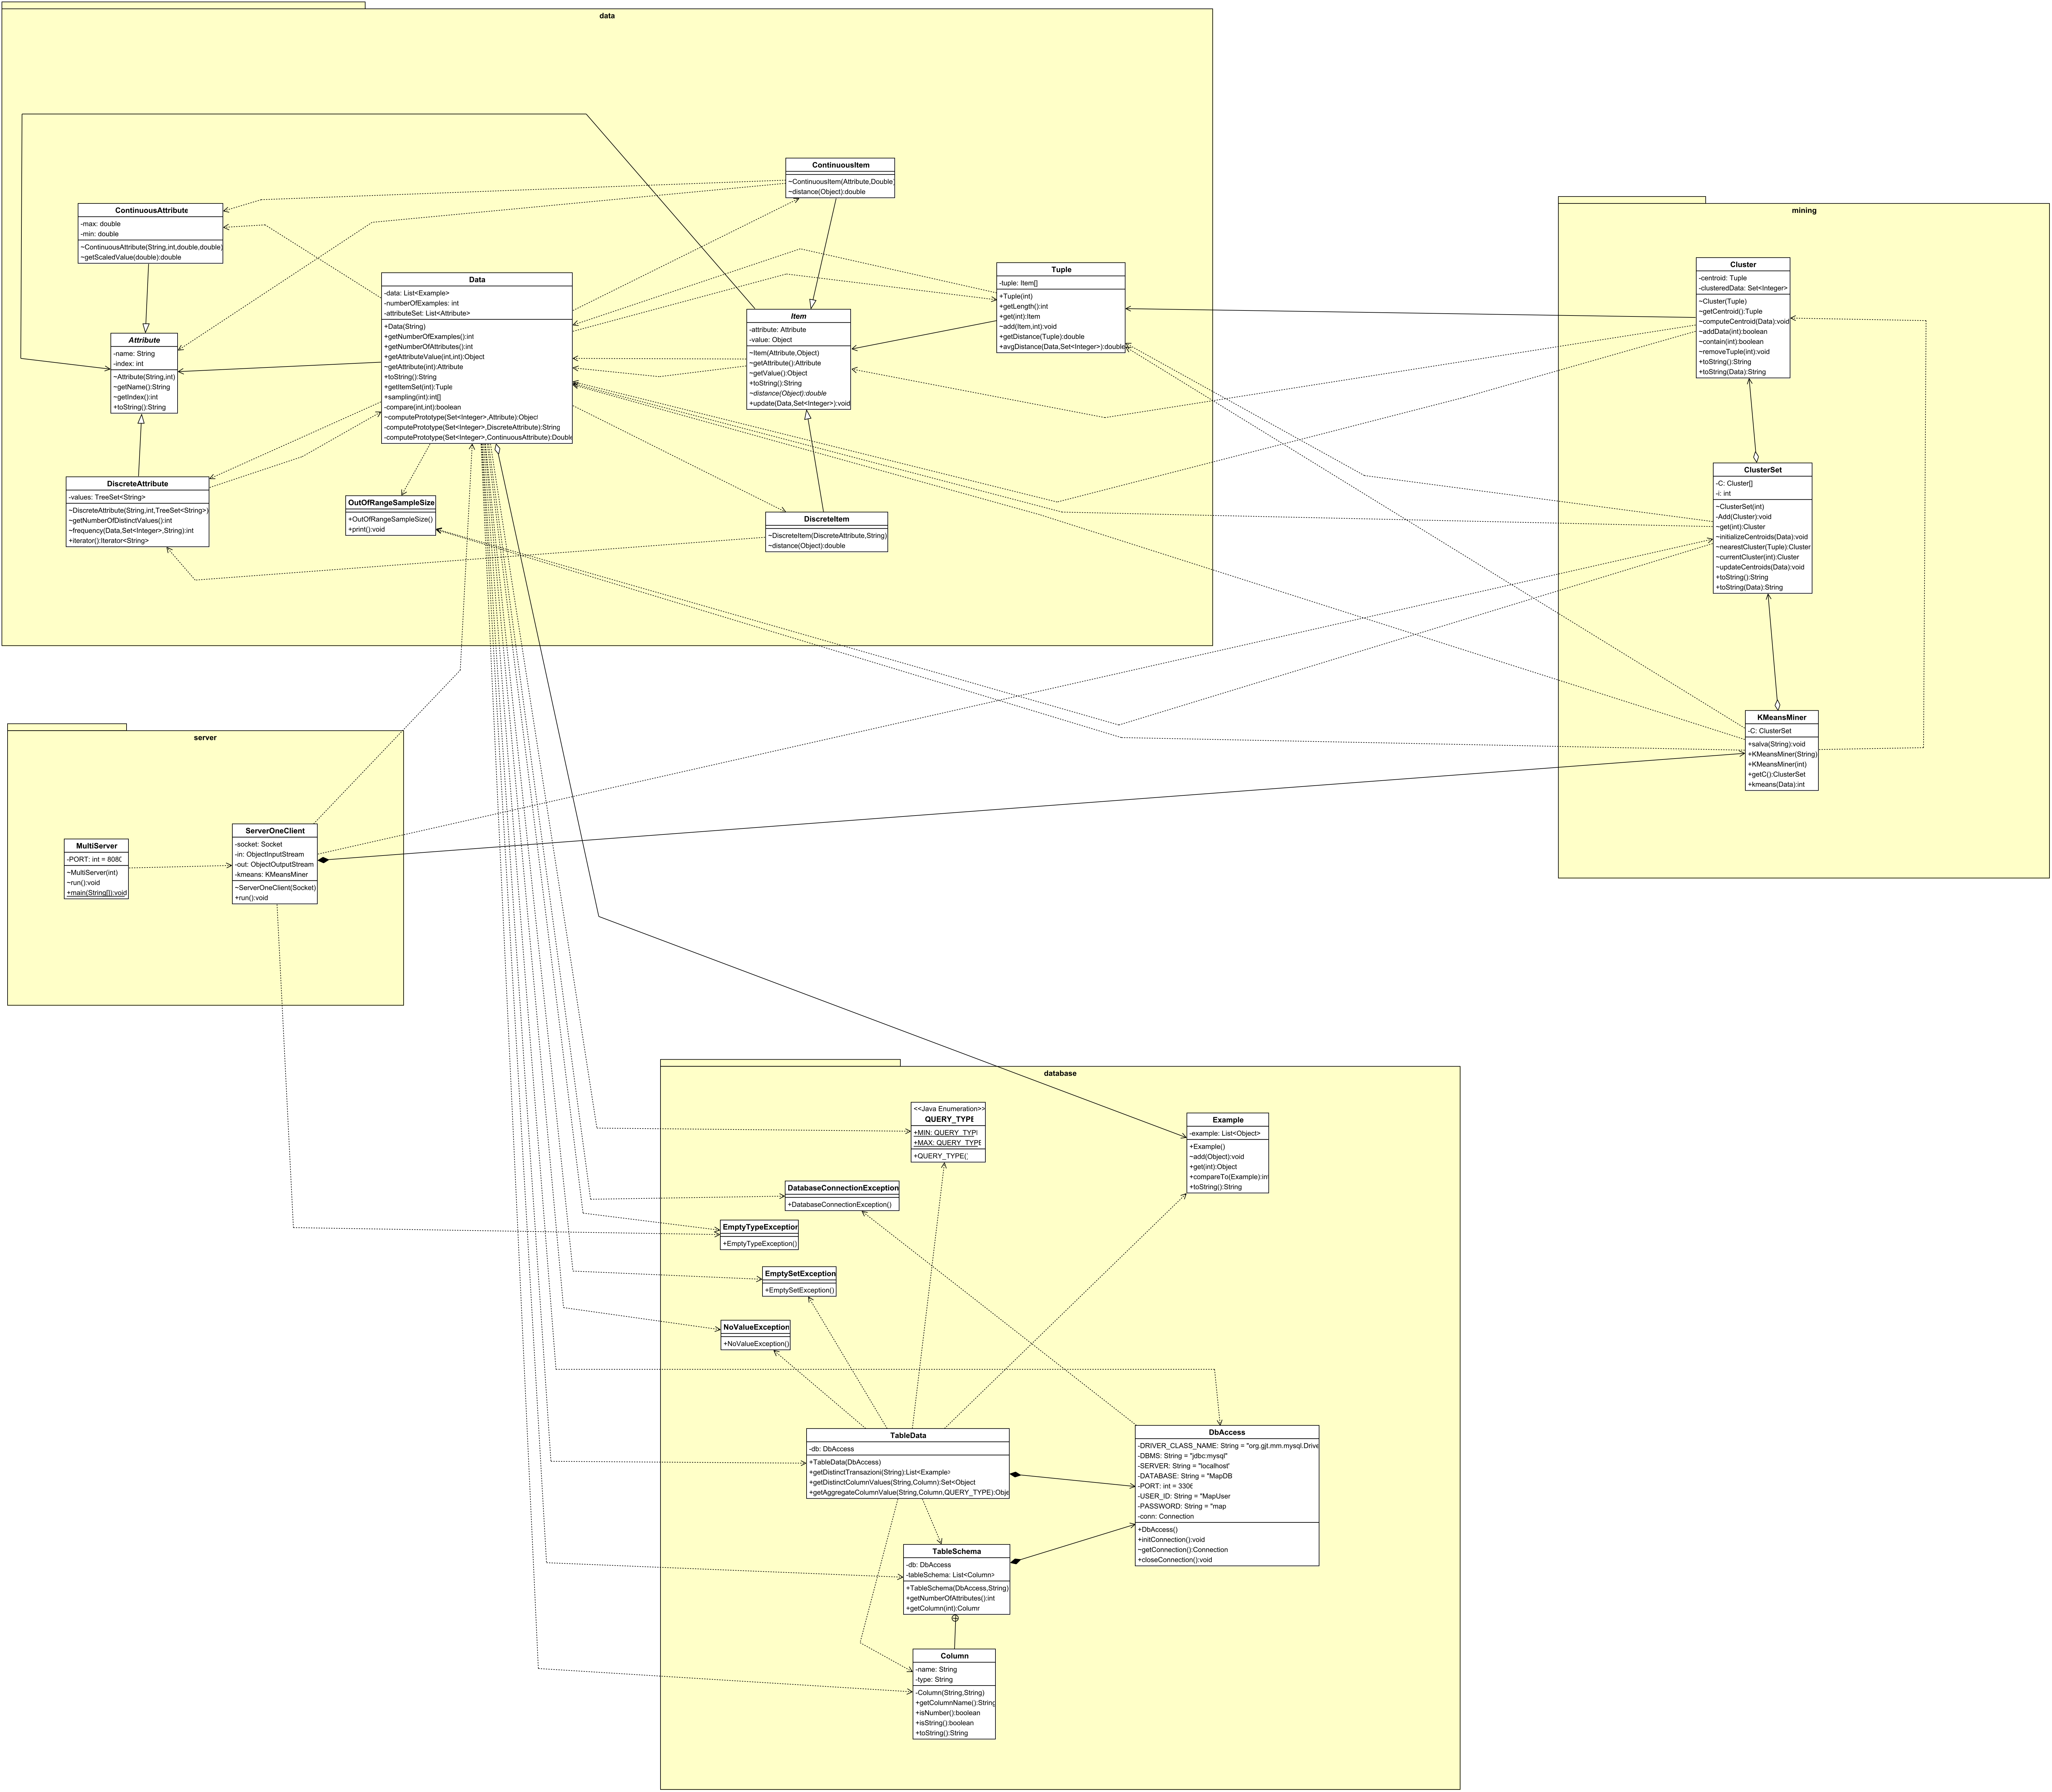 data
ContinuousItem
~ContinuousItem(Attribute,Double)
~distance(Object):double
ContinuousAttribute
-max: double
-min: double
~ContinuousAttribute(String,int,double,double)
~getScaledValue(double):double
Data
-data: List<Example>
-numberOfExamples: int
-attributeSet: List<Attribute>
+Data(String)
+getNumberOfExamples():int
+getNumberOfAttributes():int
+getAttributeValue(int,int):Object
~getAttribute(int):Attribute
+toString():String
+getItemSet(int):Tuple
+sampling(int):int[]
-compare(int,int):boolean
~computePrototype(Set<Integer>,Attribute):Object
-computePrototype(Set<Integer>,DiscreteAttribute):String
-computePrototype(Set<Integer>,ContinuousAttribute):Double
Tuple
-tuple: Item[]
+Tuple(int)
+getLength():int
+get(int):Item
~add(Item,int):void
+getDistance(Tuple):double
+avgDistance(Data,Set<Integer>):double
Item
-attribute: Attribute
-value: Object
~Item(Attribute,Object)
~getAttribute():Attribute
~getValue():Object
+toString():String
~distance(Object):double
+update(Data,Set<Integer>):void
Attribute
-name: String
-index: int
~Attribute(String,int)
~getName():String
~getIndex():int
+toString():String
DiscreteAttribute
-values: TreeSet<String>
~DiscreteAttribute(String,int,TreeSet<String>)
~getNumberOfDistinctValues():int
~frequency(Data,Set<Integer>,String):int
+iterator():Iterator<String>
OutOfRangeSampleSize
+OutOfRangeSampleSize()
+print():void
DiscreteItem
~DiscreteItem(DiscreteAttribute,String)
~distance(Object):double
mining
Cluster
-centroid: Tuple
-clusteredData: Set<Integer>
~Cluster(Tuple)
~getCentroid():Tuple
~computeCentroid(Data):void
~addData(int):boolean
~contain(int):boolean
~removeTuple(int):void
+toString():String
+toString(Data):String
ClusterSet
-C: Cluster[]
-i: int
~ClusterSet(int)
-Add(Cluster):void
~get(int):Cluster
~initializeCentroids(Data):void
~nearestCluster(Tuple):Cluster
~currentCluster(int):Cluster
~updateCentroids(Data):void
+toString():String
+toString(Data):String
KMeansMiner
-C: ClusterSet
+salva(String):void
+KMeansMiner(String)
+KMeansMiner(int)
+getC():ClusterSet
+kmeans(Data):int
server
MultiServer
-PORT: int = 8080
~MultiServer(int)
~run():void
+main(String[]):void
ServerOneClient
-socket: Socket
-in: ObjectInputStream
-out: ObjectOutputStream
-kmeans: KMeansMiner
~ServerOneClient(Socket)
+run():void
database
<<Java Enumeration>>
QUERY_TYPE
+MIN: QUERY_TYPE
+MAX: QUERY_TYPE
+QUERY_TYPE()
Example
-example: List<Object>
+Example()
~add(Object):void
+get(int):Object
+compareTo(Example):int
+toString():String
DatabaseConnectionException
+DatabaseConnectionException()
EmptyTypeException
+EmptyTypeException()
EmptySetException
+EmptySetException()
NoValueException
+NoValueException()
TableData
-db: DbAccess
+TableData(DbAccess)
+getDistinctTransazioni(String):List<Example>
+getDistinctColumnValues(String,Column):Set<Object
+getAggregateColumnValue(String,Column,QUERY_TYPE):Obje
DbAccess
-DRIVER_CLASS_NAME: String = "org.gjt.mm.mysql.Drive
-DBMS: String = "jdbc:mysql"
-SERVER: String = "localhost"
-DATABASE: String = "MapDB
-PORT: int = 3306
-USER_ID: String = "MapUser
-PASSWORD: String = "map
-conn: Connection
+DbAccess()
+initConnection():void
~getConnection():Connection
+closeConnection():void
TableSchema
-db: DbAccess
-tableSchema: List<Column>
+TableSchema(DbAccess,String)
+getNumberOfAttributes():int
+getColumn(int):Column
Column
-name: String
-type: String
-Column(String,String)
+getColumnName():String
+isNumber():boolean
+isString():boolean
+toString():String